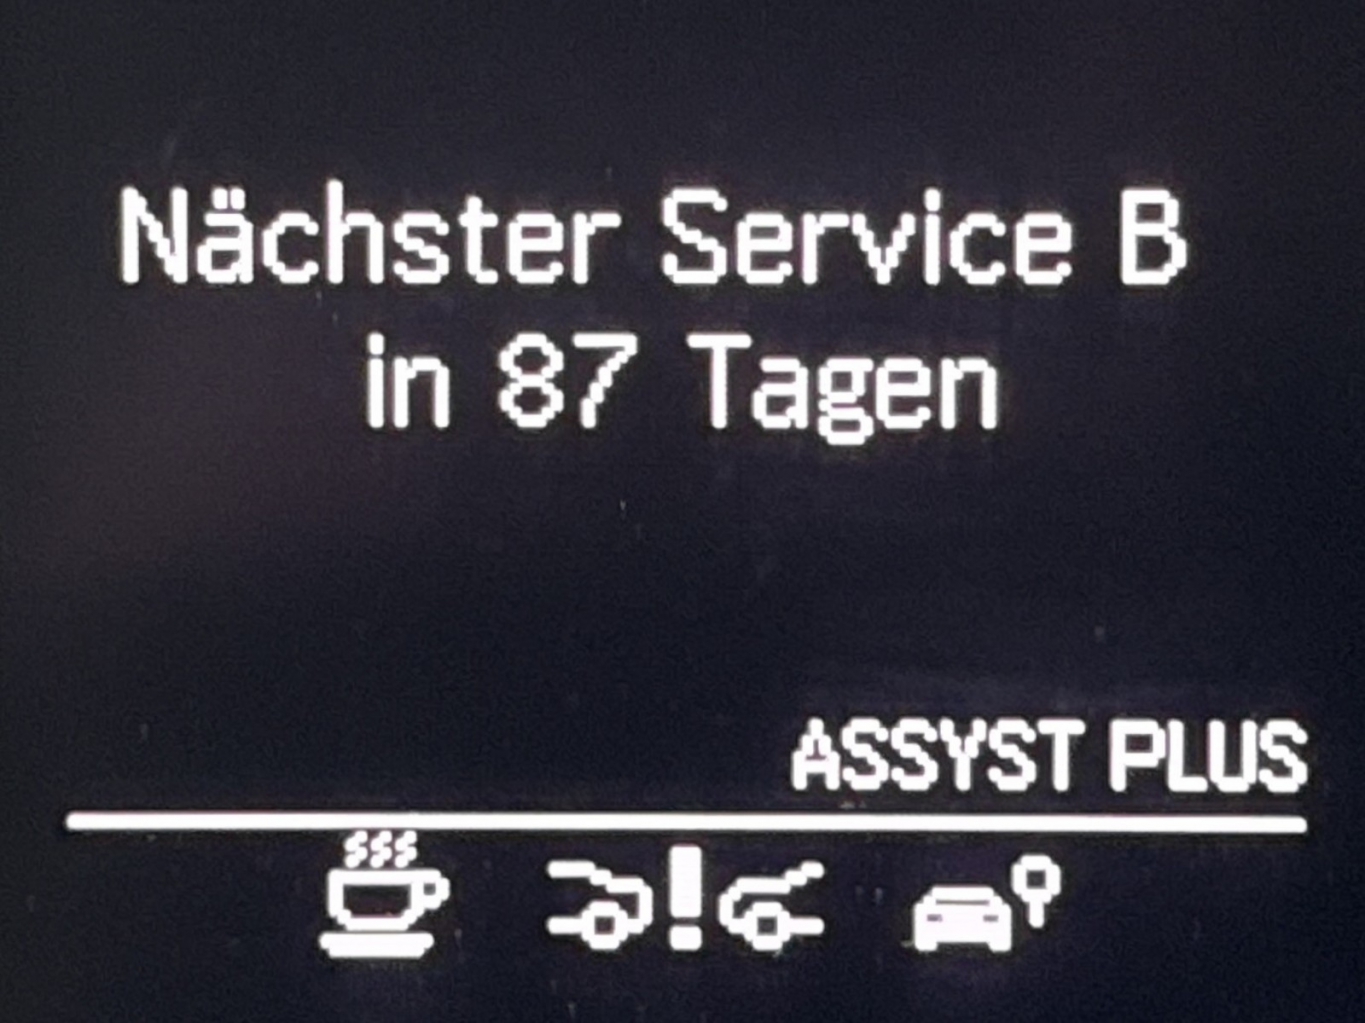 Nächster Service B
in 87 Tagen
ASSYST PLUS